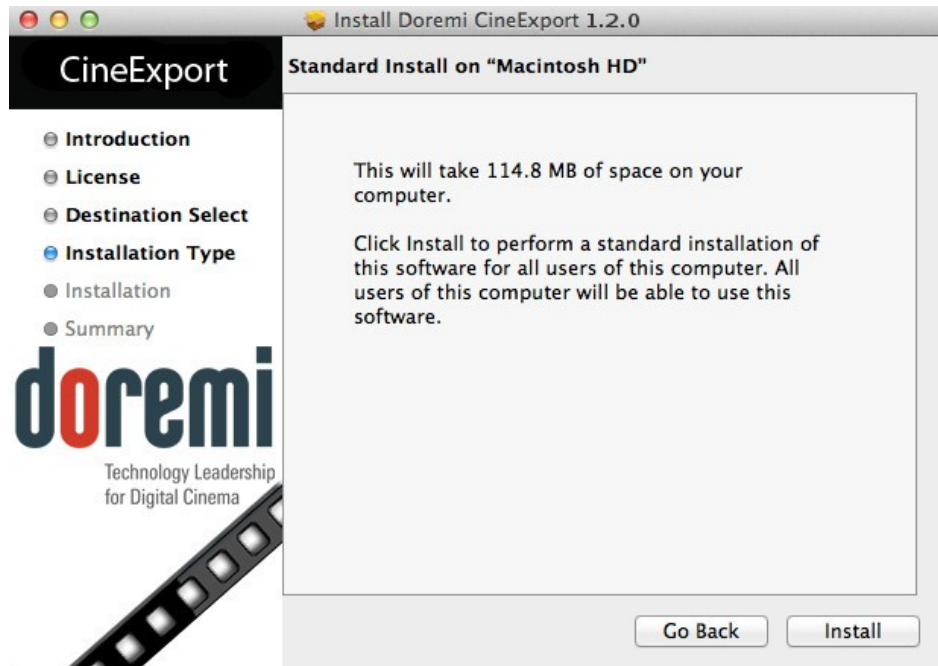 Install Doremi CineExport 1.2.0
CineExport
Standard Install on “Macintosh HD”
Introduction
License
Destination Select
Installation Type
Installation
Summary
doremi
Technology Leadership
for Digital Cinema
This will take 114.8 MB of space on your
computer.
Click Install to perform a standard installation of
this software for all users of this computer. All
users of this computer will be able to use this
software.
Go Back
Install